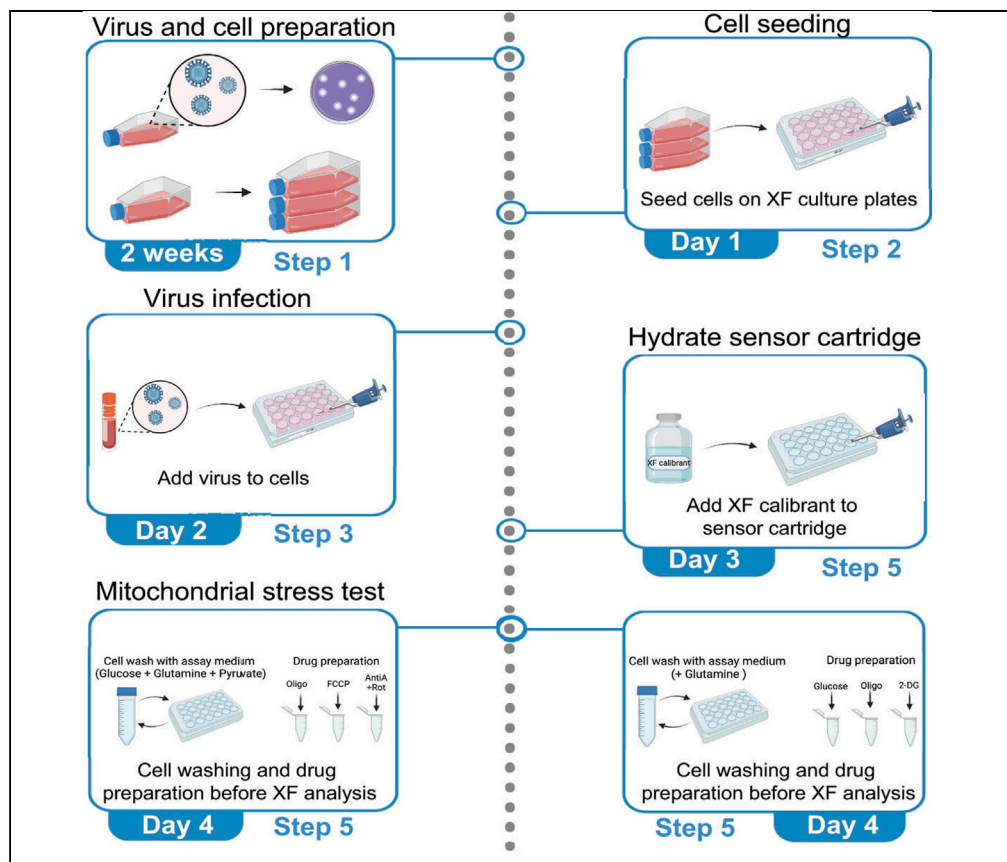 Virus and cell preparation
2 weeks
Step 1
Cell seeding
Seed cells on XF culture plates
Day 1
Step 2
Virus infection
Add virus to cells
Day 2
Step 3
Hydrate sensor cartridge
XF calibrant
Add XF calibrant to
sensor cartridge
Day 3
Step 5
Mitochondrial stress test
Cell wash with assay medium
(Glucose + Glutamine + Pyruvate)
Drug preparation
Oligo
FCCP
AntiA
+Rot
Cell washing and drug
preparation before XF analysis
Day 4
Step 5
Cell wash with assay medium
(+ Glutamine )
Drug preparation
Glucose
Oligo
2-DG
Cell washing and drug
preparation before XF analysis
Step 5
Day 4